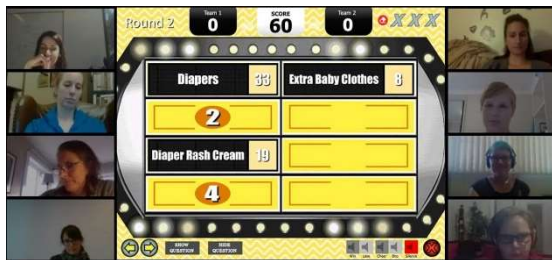 Round 2
Team 1
0
SCORE
60
Team 2
0
X X X
Diapers 33
Extra Baby Clothes 8
2
Diaper Rash Cream 19
4
SHOW
QUESTION
HIDE
QUESTION